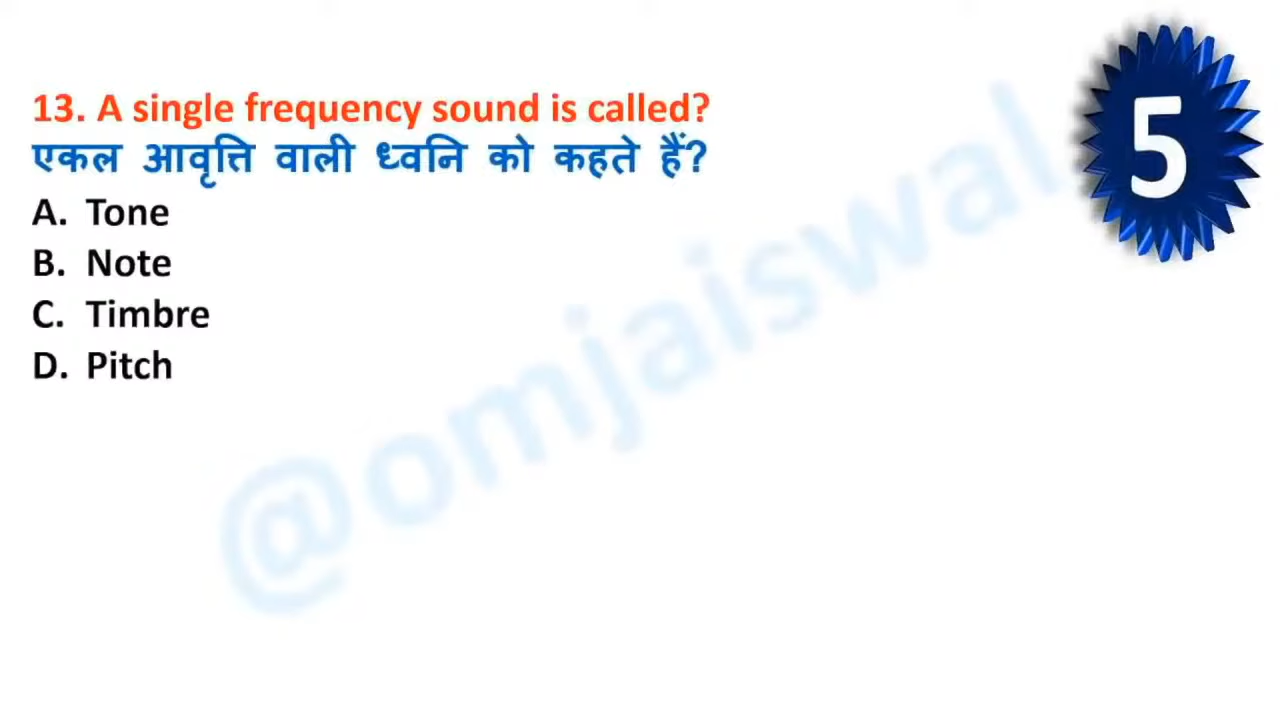 13. A single frequency sound is called?
एकल आवृत्ति वाली ध्वनि को कहते हैं?
A. Tone
B. Note
C. Timbre
D. Pitch
5
@omjaiswal